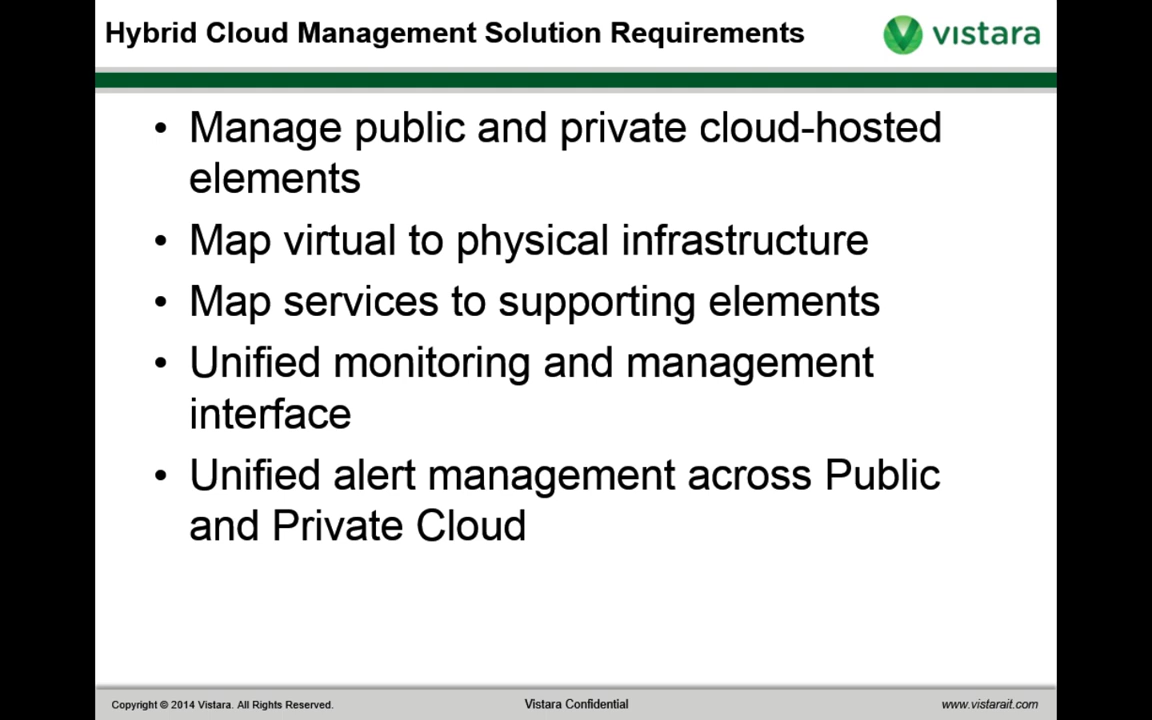 Hybrid Cloud Management Solution Requirements
vistara
• Manage public and private cloud-hosted
elements
• Map virtual to physical infrastructure
• Map services to supporting elements
• Unified monitoring and management
interface
• Unified alert management across Public
and Private Cloud
Copyright © 2014 Vistara. All Rights Reserved.
Vistara Confidential
www.vistarait.com